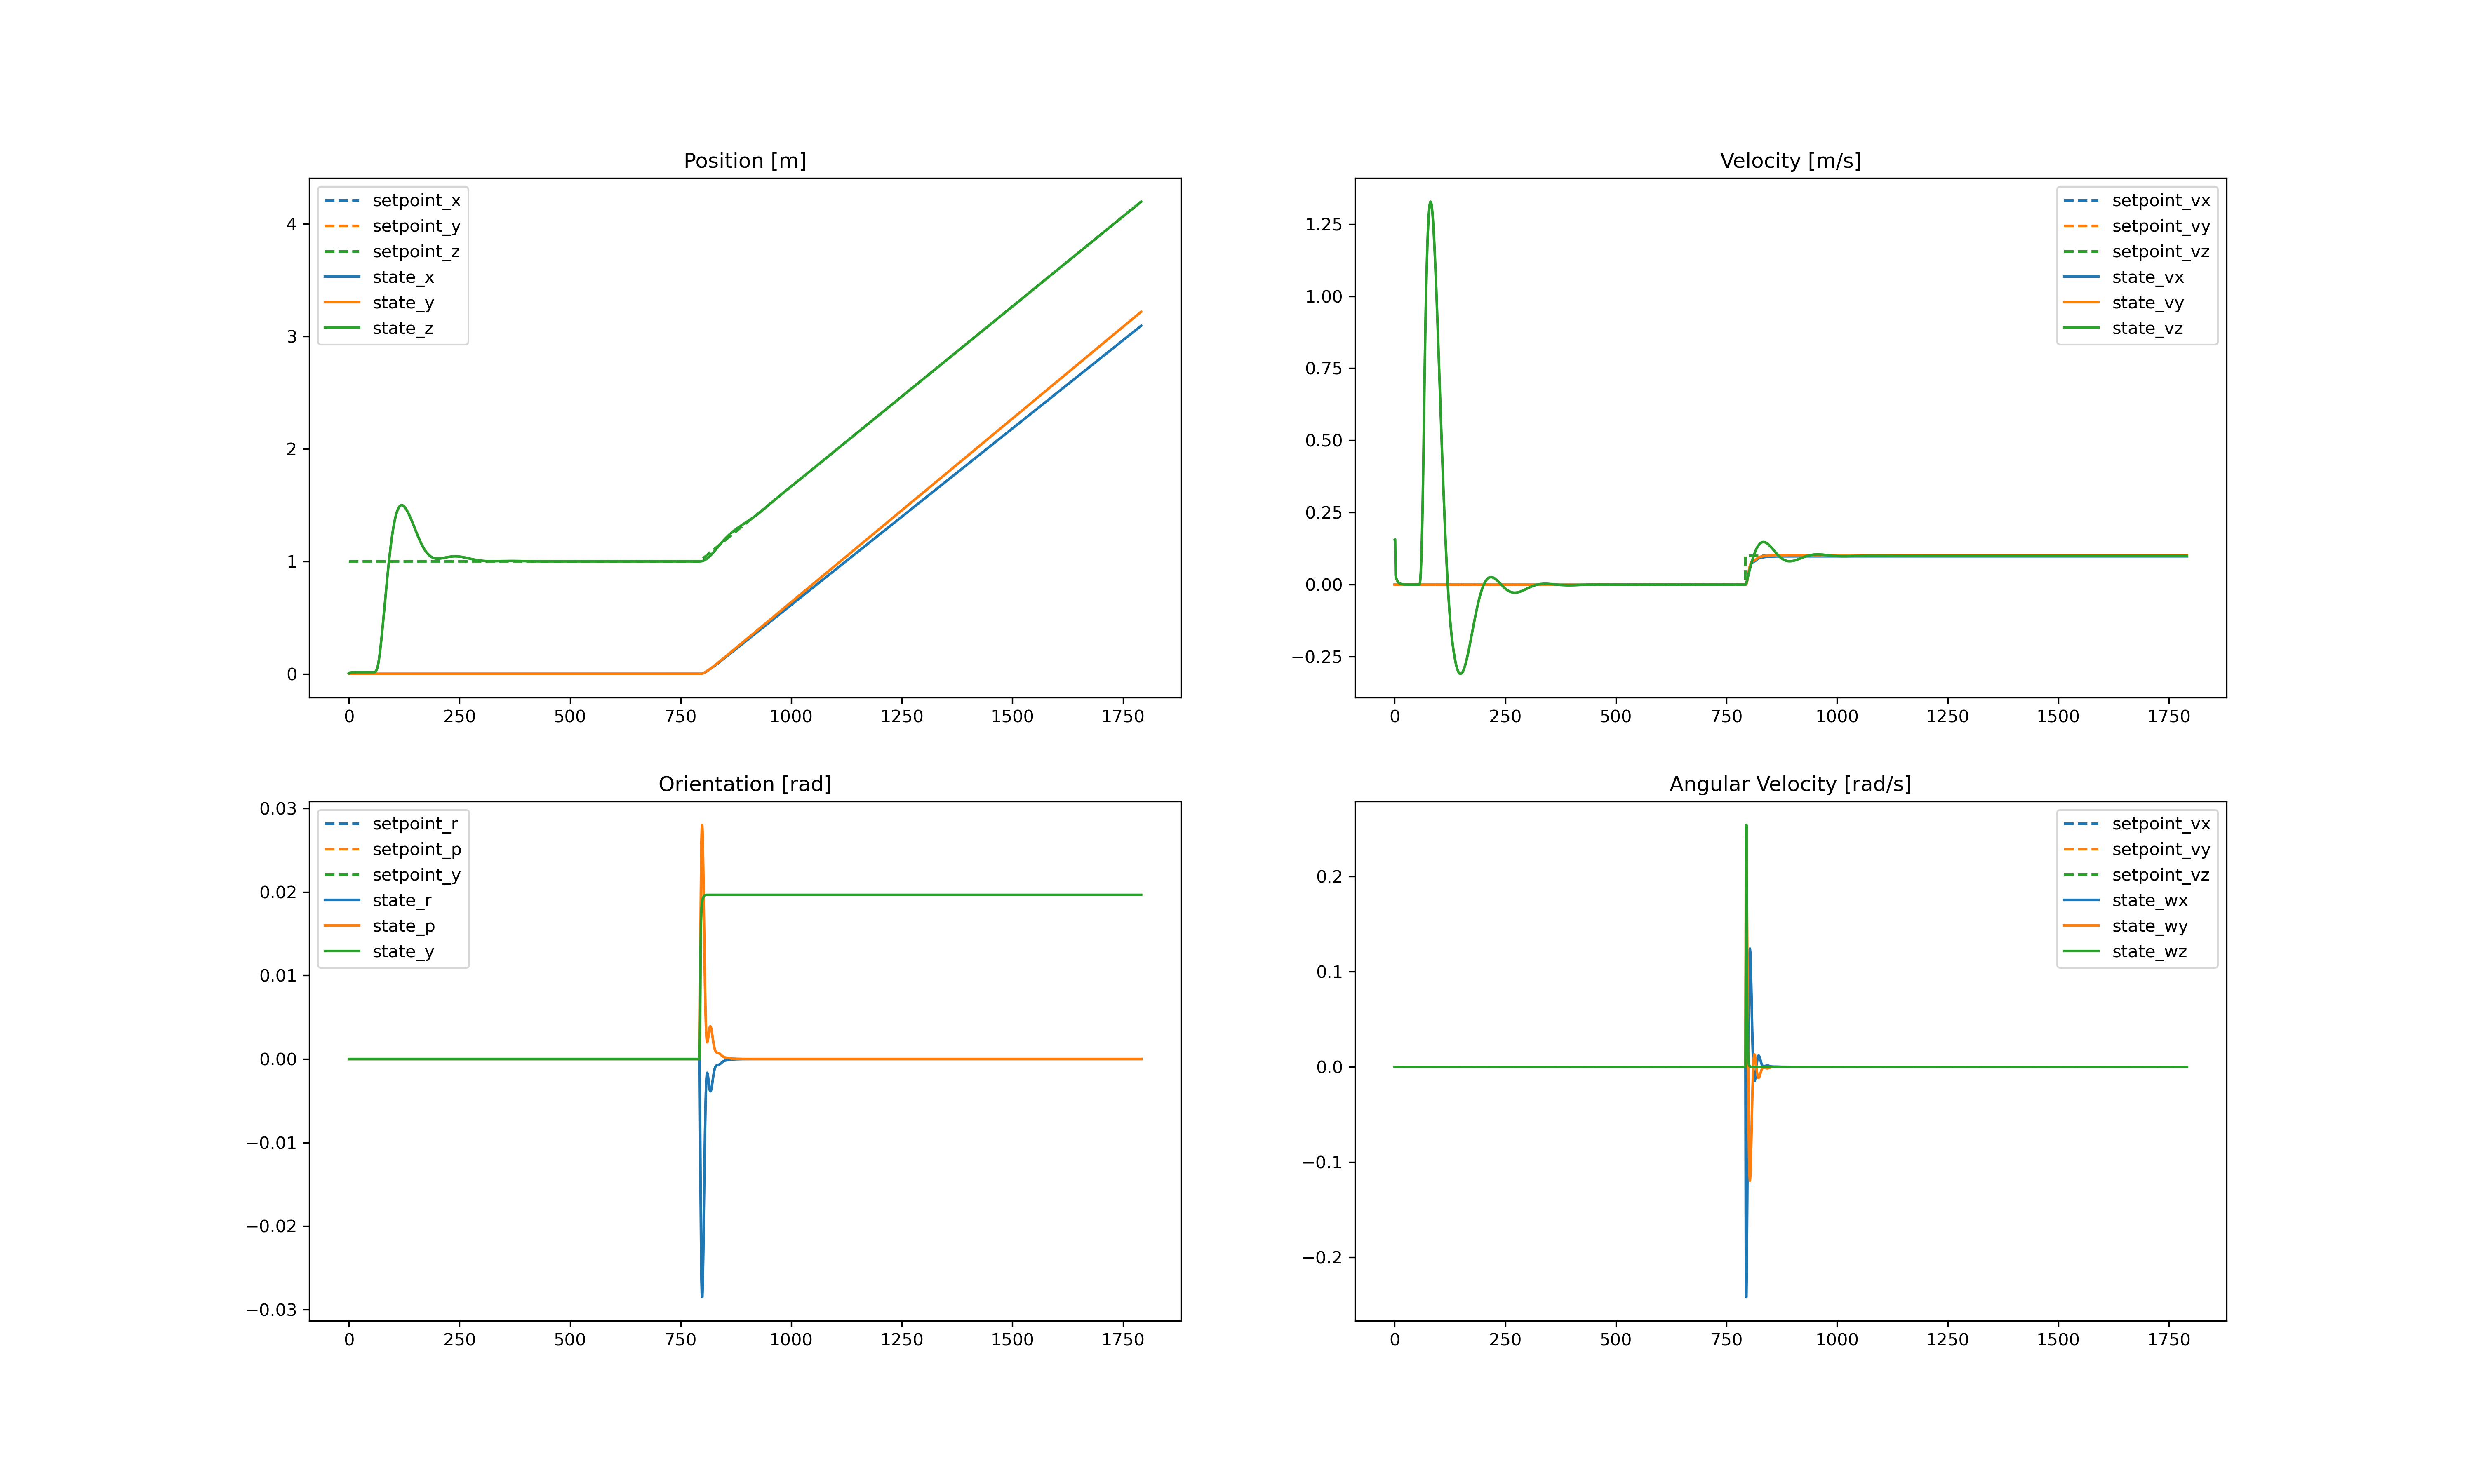 Position [m]
setpoint_x
setpoint_y
setpoint_z
state_x
state_y
state_z
4
3
2
1
0
0 250 500 750 1000 1250 1500 1750
Velocity [m/s]
setpoint_vx
setpoint_vy
setpoint_vz
state_vx
state_vy
state_vz
1.25
1.00
0.75
0.50
0.25
0.00
−0.25
0 250 500 750 1000 1250 1500 1750
Orientation [rad]
setpoint_r
setpoint_p
setpoint_y
state_r
state_p
state_y
0.03
0.02
0.01
0.00
−0.01
−0.02
−0.03
0 250 500 750 1000 1250 1500 1750
Angular Velocity [rad/s]
setpoint_vx
setpoint_vy
setpoint_vz
state_wx
state_wy
state_wz
0.2
0.1
0.0
−0.1
−0.2
0 250 500 750 1000 1250 1500 1750